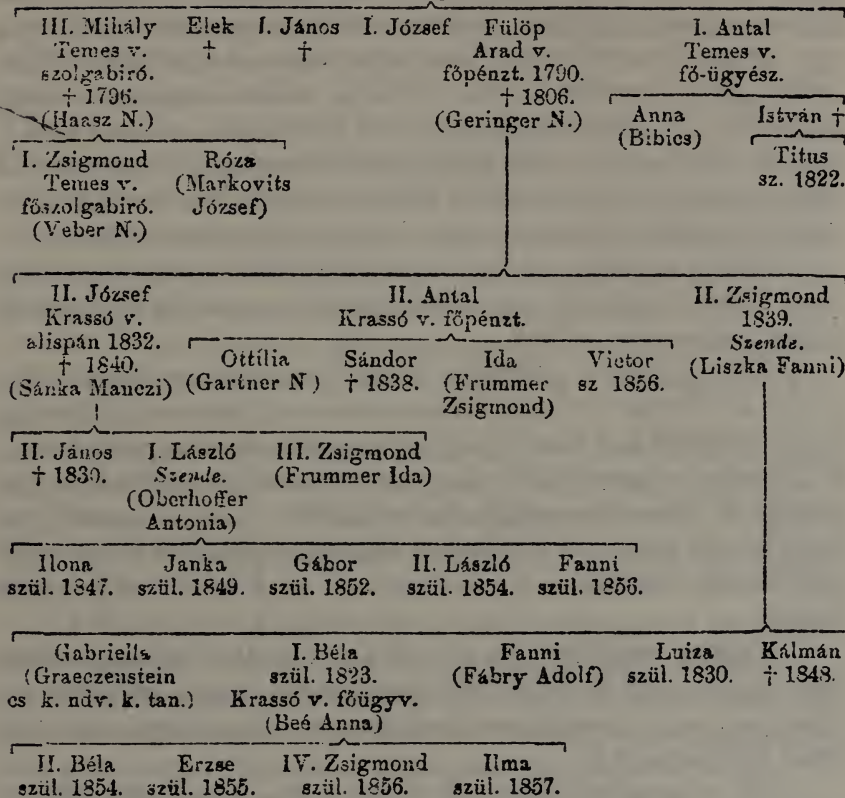 III. Mihály Elek I. János I. József Fülöp I. Antal
Temes v. † † Arad v. Temes v.
szolgabiró. főpénzt. 1790. fő-ügyész.
† 1796. † 1806.
(Haasz N.) (Geringer N.) Anna István †
(Bibics)
I. Zsigmond Róza Titus
Temes v. (Markovits sz. 1822.
főszolgabiró. József)
(Veber N.)
II. József II. Antal II. Zsigmond
Krassó v. Krassó v. főpénzt. 1839.
alispán 1832. Szende.
† 1840. Ottília Sándor Ida Victor (Liszka Fanni)
(Sánka Manczi) (Gartner N) † 1838. (Frummer sz 1856.
Zsigmond)
II. János I. László III. Zsigmond
† 1830. Szende. (Frummer Ida)
(Oberhoffer
Antonia)
Ilona Janka Gábor II. László Fanni
szül. 1847. szül. 1849. szül. 1852. szül. 1854. szül. 1856.
Gabriella I. Béla Fanni Luiza Kálmán
(Graeczenstein szül. 1823. (Fábry Adolf) szül. 1830. † 1848.
cs k. ndv. k. tan.) Krassó v. főügyv.
(Beé Anna)
II. Béla Erzse IV. Zsigmond Ilma
szül. 1854. szül. 1855. szül. 1856. szül. 1857.